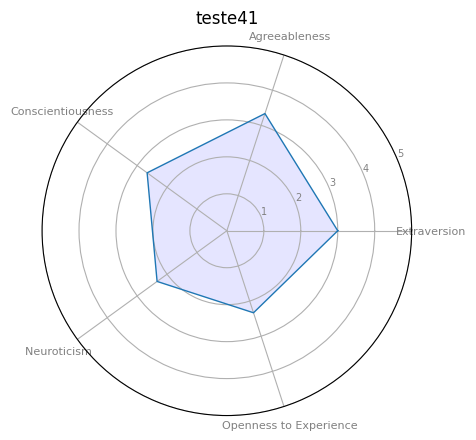 teste41
Agreeableness
Conscientiousness
5
4
3
2
1
Extraversion
Neuroticism
Openness to Experience